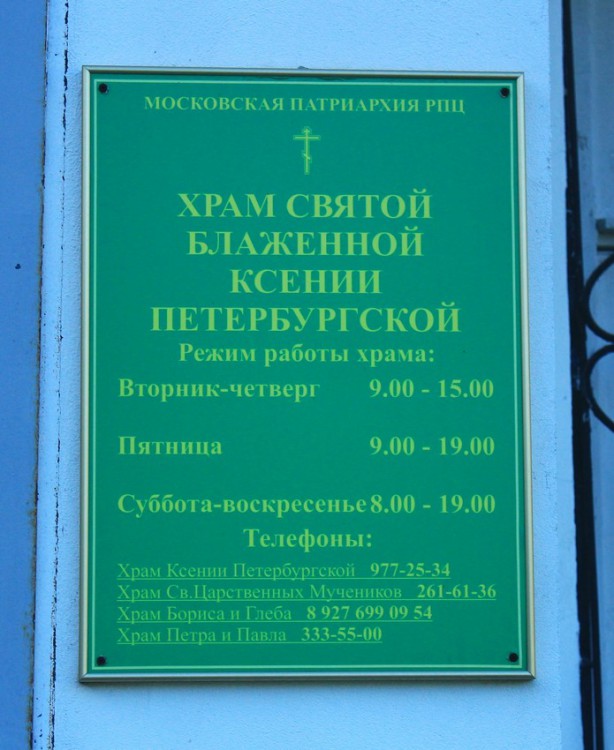 МОСКОВСКАЯ ПАТРИАРХИЯ РПЦ
ХРАМ СВЯТОЙ
БЛАЖЕННОЙ
КСЕНИИ
ПЕТЕРБУРГСКОЙ
Режим работы храма:
Вторник-четверг 9.00 - 15.00
Пятница 9.00 - 19.00
Суббота-воскресенье 8.00 - 19.00
Телефоны:
Храм Ксении Петербургской 977-25-34
Храм Св.Царственных Мучеников 261-61-36
Храм Бориса и Глеба 8 927 699 09 54
Храм Петра и Павла 333-55-00